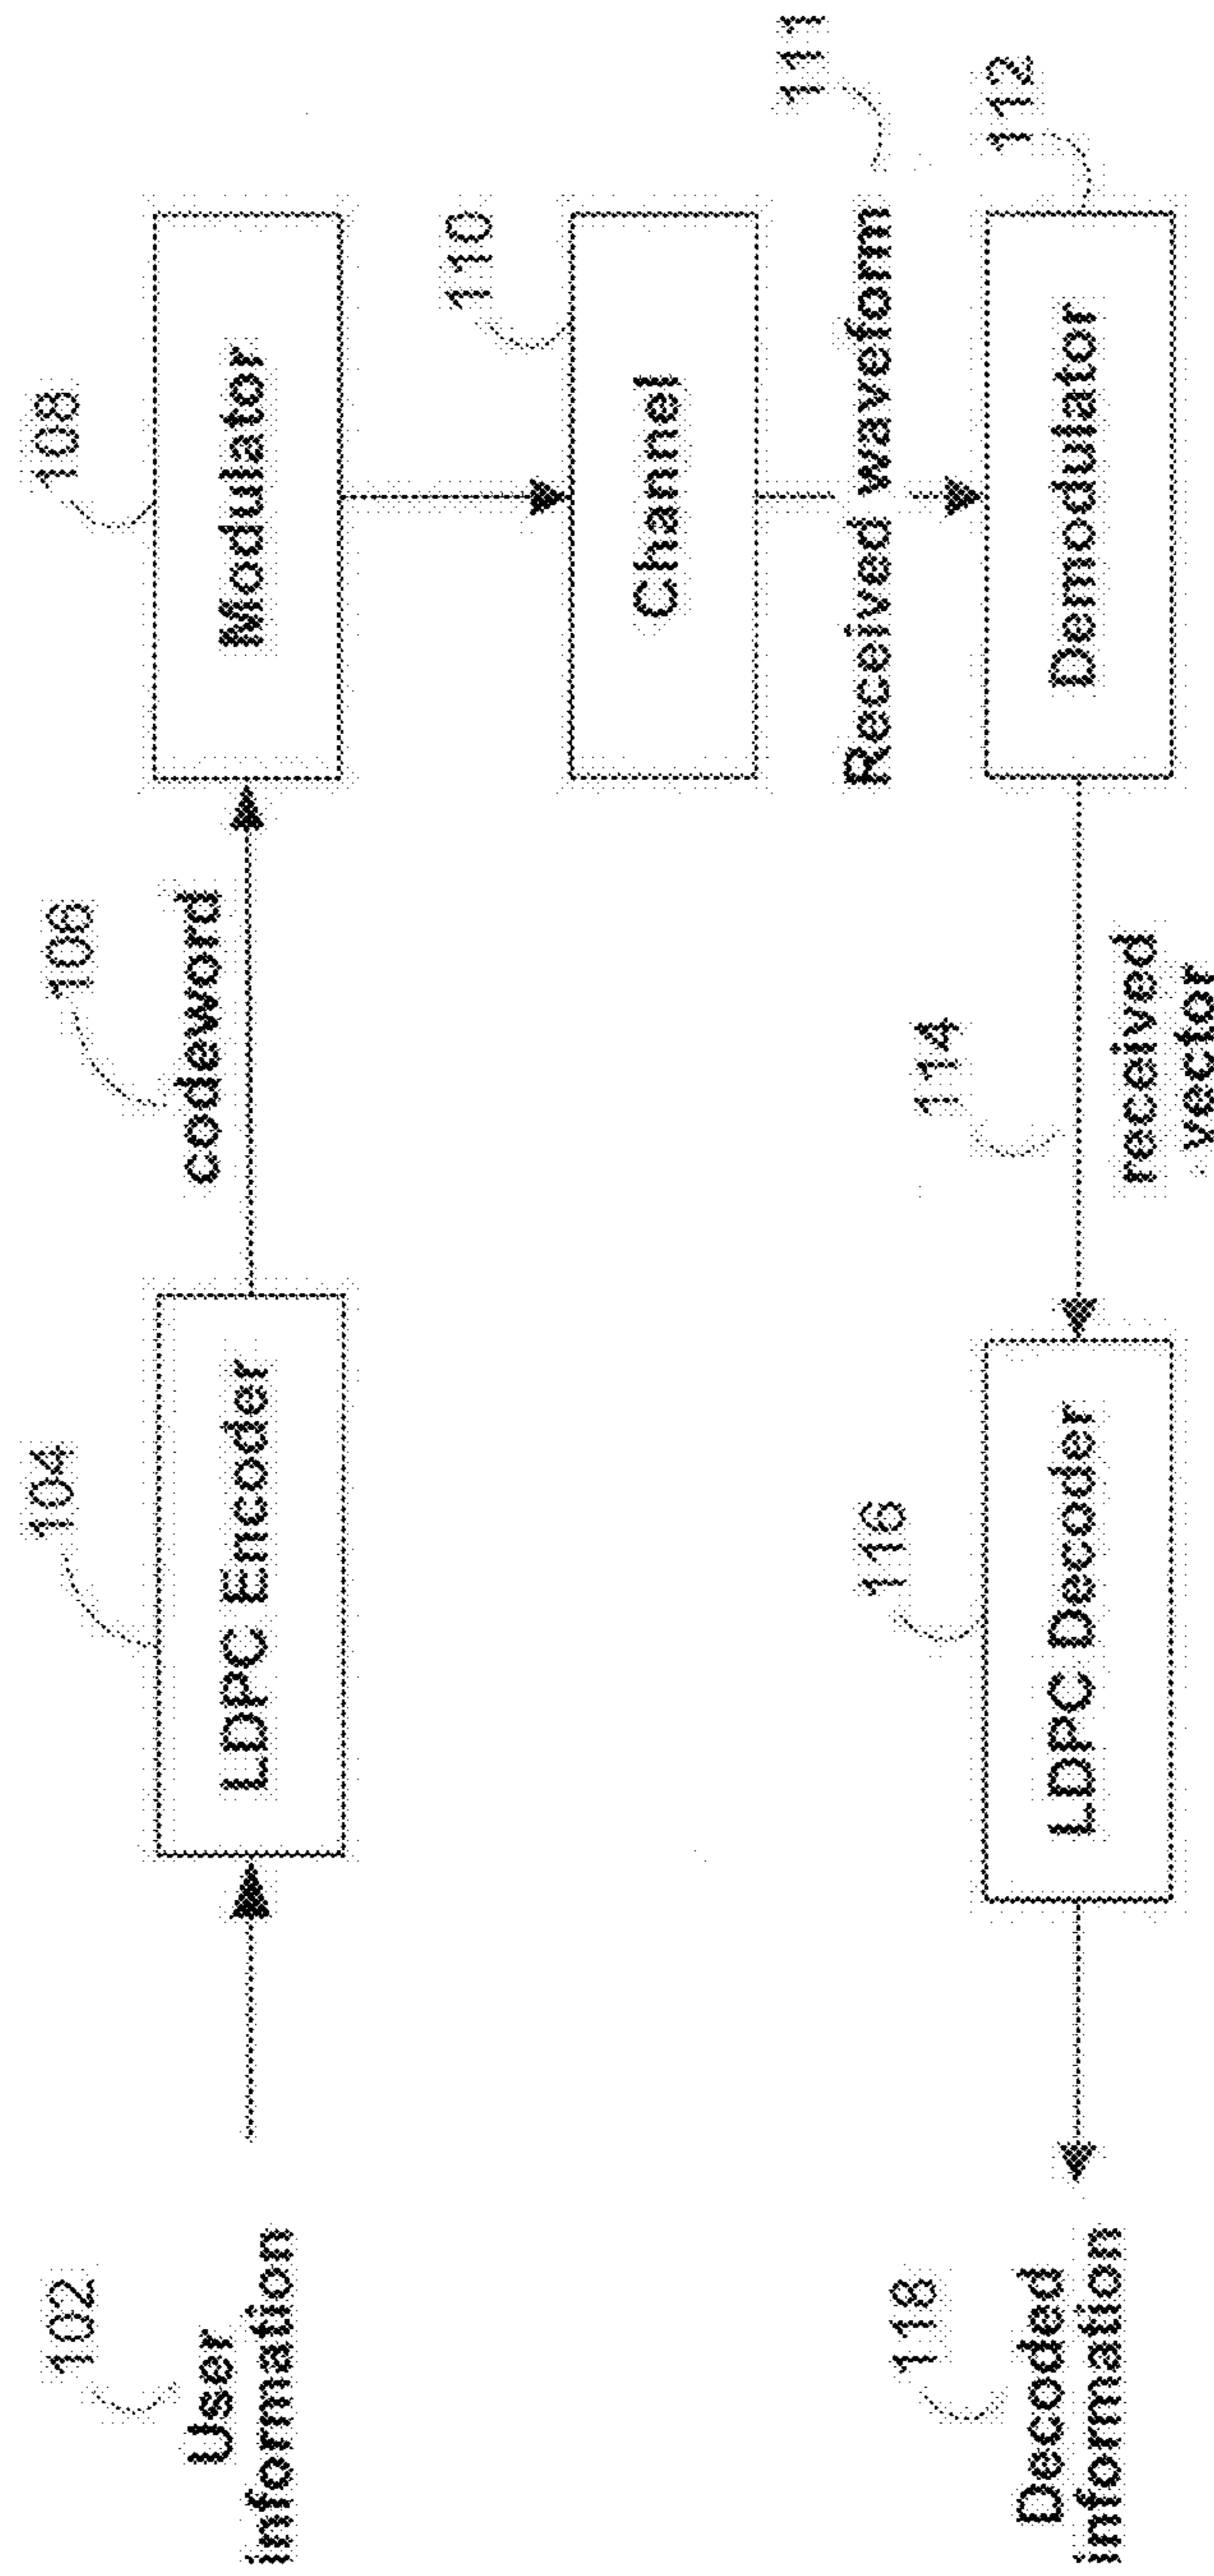 102
User
information
104
LDPC Encoder
106
codeword
108
Modulator
110
Channel
111
Received waveform
112
Demodulator
114
received
vector
116
LDPC Decoder
118
Decoded
information